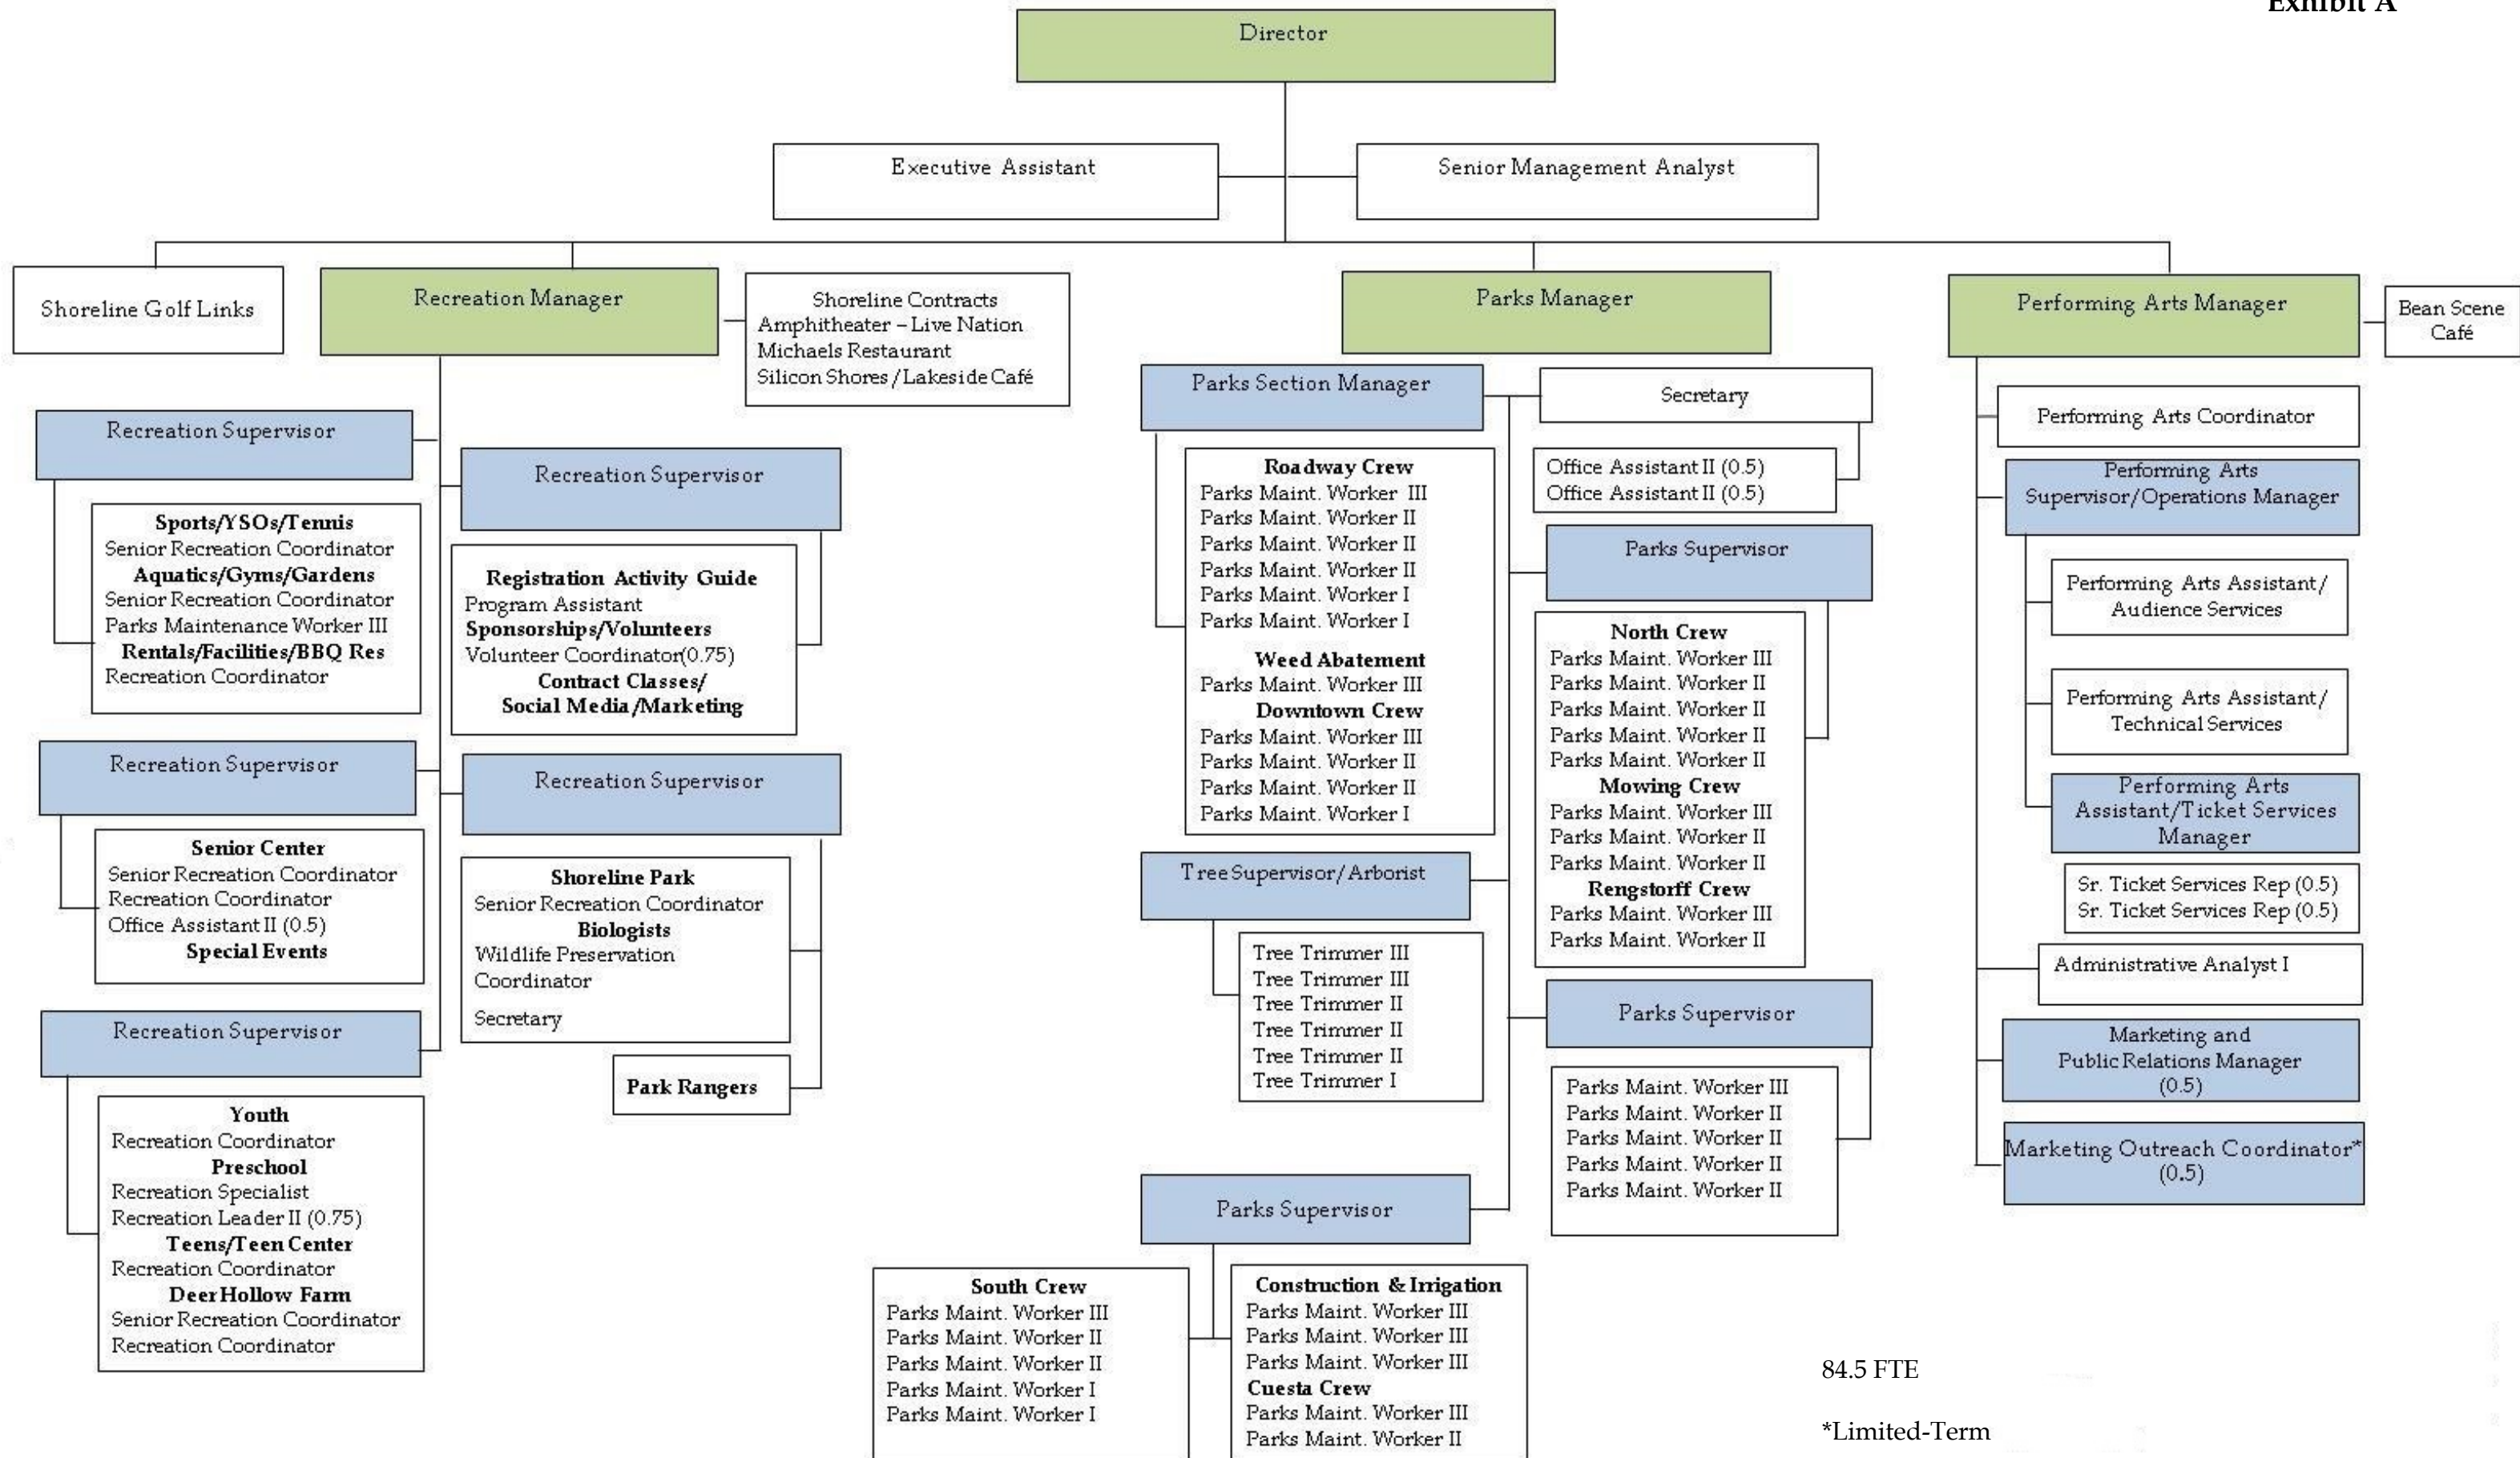 Exhibit A
Director
Executive Assistant
Senior Management Analyst
Shoreline Golf Links
Recreation Manager
Shoreline Contracts
Amphitheater – Live Nation
Michaels Restaurant
Silicon Shores/Lakeside Café
Parks Manager
Performing Arts Manager
Bean Scene
Café
Recreation Supervisor
Sports/YSOs/Tennis
Senior Recreation Coordinator
Aquatics/Gyms/Gardens
Senior Recreation Coordinator
Parks Maintenance Worker III
Rentals/Facilities/BBQ Res
Recreation Coordinator
Recreation Supervisor
Registration Activity Guide
Program Assistant
Sponsorships/Volunteers
Volunteer Coordinator(0.75)
Contract Classes/
Social Media/Marketing
Recreation Supervisor
Senior Center
Senior Recreation Coordinator
Recreation Coordinator
Office Assistant II (0.5)
Special Events
Recreation Supervisor
Shoreline Park
Senior Recreation Coordinator
Biologists
Wildlife Preservation
Coordinator
Secretary
Park Rangers
Recreation Supervisor
Youth
Recreation Coordinator
Preschool
Recreation Specialist
Recreation Leader II (0.75)
Teens/Teen Center
Recreation Coordinator
Deer Hollow Farm
Senior Recreation Coordinator
Recreation Coordinator
Parks Section Manager
Roadway Crew
Parks Maint. Worker III
Parks Maint. Worker II
Parks Maint. Worker II
Parks Maint. Worker II
Parks Maint. Worker I
Parks Maint. Worker I
Weed Abatement
Parks Maint. Worker III
Downtown Crew
Parks Maint. Worker III
Parks Maint. Worker II
Parks Maint. Worker II
Parks Maint. Worker I
Secretary
Office Assistant II (0.5)
Office Assistant II (0.5)
Parks Supervisor
North Crew
Parks Maint. Worker III
Parks Maint. Worker II
Parks Maint. Worker II
Parks Maint. Worker II
Parks Maint. Worker II
Mowing Crew
Parks Maint. Worker III
Parks Maint. Worker II
Parks Maint. Worker II
Rengstorff Crew
Parks Maint. Worker III
Parks Maint. Worker II
Tree Supervisor/Arborist
Tree Trimmer III
Tree Trimmer III
Tree Trimmer II
Tree Trimmer II
Tree Trimmer II
Tree Trimmer I
Parks Supervisor
Parks Maint. Worker III
Parks Maint. Worker II
Parks Maint. Worker II
Parks Maint. Worker II
Parks Maint. Worker II
Parks Supervisor
South Crew
Parks Maint. Worker III
Parks Maint. Worker II
Parks Maint. Worker II
Parks Maint. Worker I
Parks Maint. Worker I
Construction & Irrigation
Parks Maint. Worker III
Parks Maint. Worker III
Parks Maint. Worker III
Cuesta Crew
Parks Maint. Worker III
Parks Maint. Worker II
Performing Arts Coordinator
Performing Arts
Supervisor/Operations Manager
Performing Arts Assistant/
Audience Services
Performing Arts Assistant/
Technical Services
Performing Arts
Assistant/Ticket Services
Manager
Sr. Ticket Services Rep (0.5)
Sr. Ticket Services Rep (0.5)
Administrative Analyst I
Marketing and
Public Relations Manager
(0.5)
Marketing Outreach Coordinator*
(0.5)
84.5 FTE
*Limited-Term